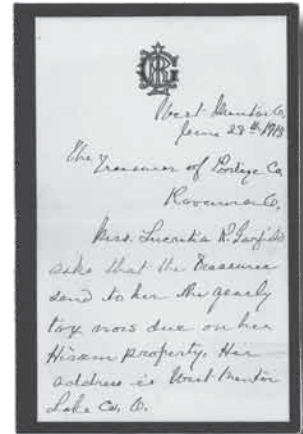 West Mentor O.
June 28th 1913
The
Treasurer of Portage Co.
Ravenna O.
Mrs. Lucretia R. Garfield
asks that the Treasurer
send to her the yearly
tax now due on her
Hiram property. Her
address is West Mentor
Lake Co. O.